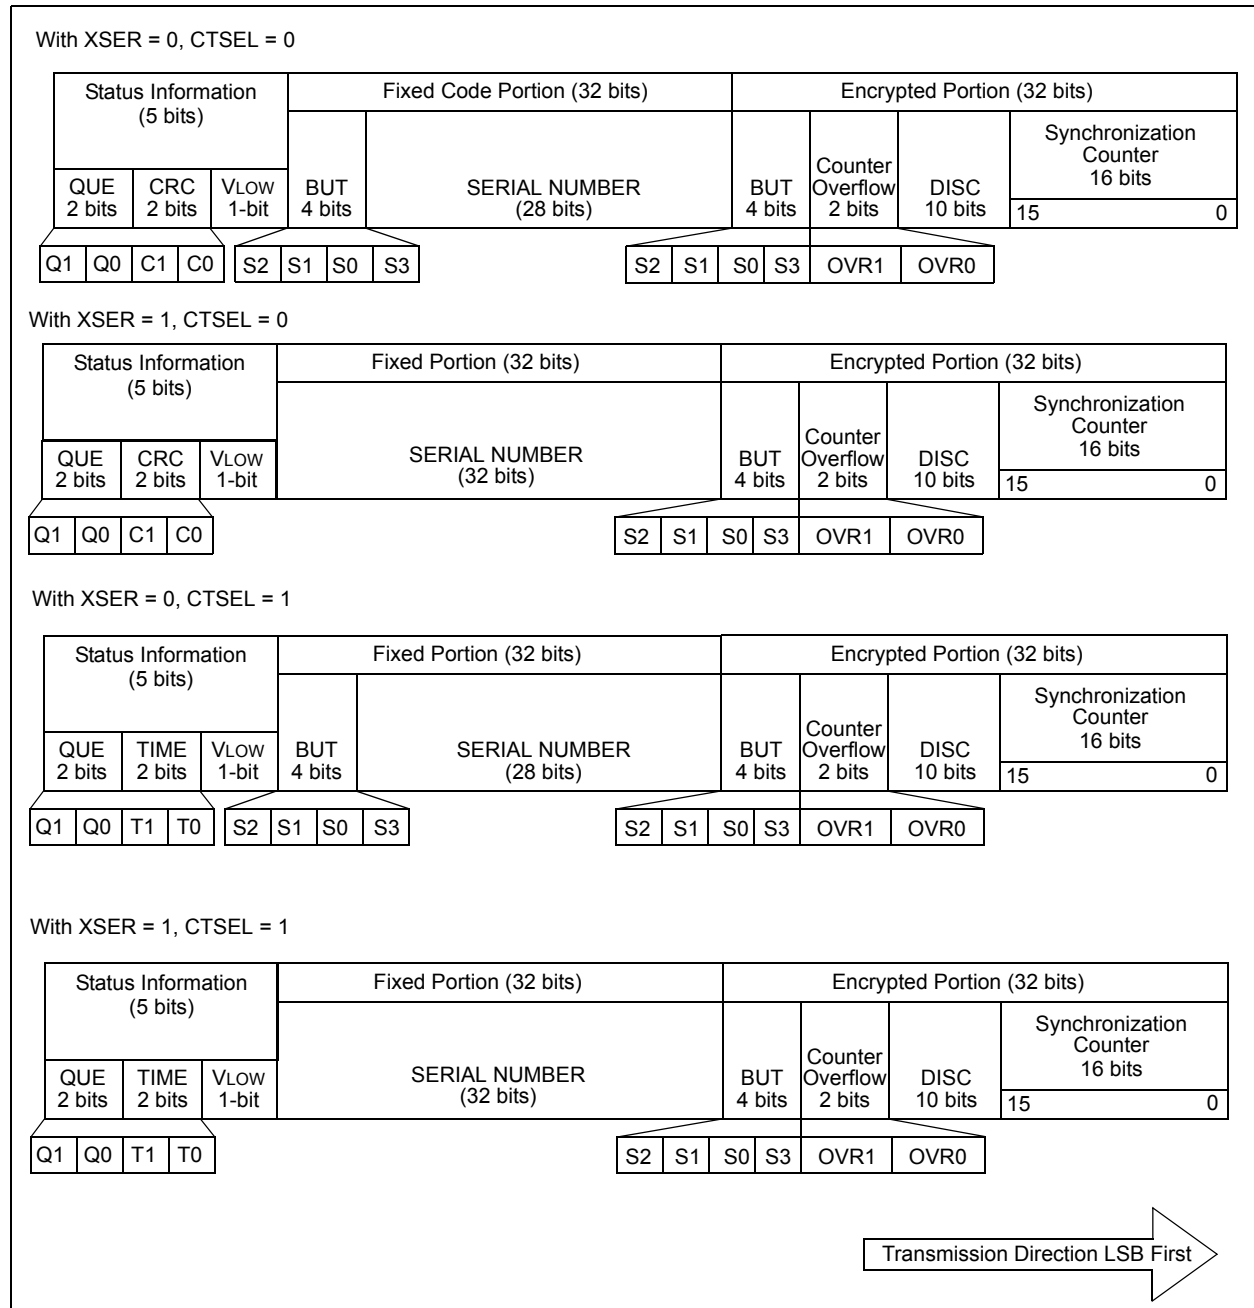 With XSER = 0, CTSEL = 0
Status Information
(5 bits)
Fixed Code Portion (32 bits)
Encrypted Portion (32 bits)
QUE
2 bits
CRC
2 bits
VLOW
1-bit
BUT
4 bits
SERIAL NUMBER
(28 bits)
BUT
4 bits
Counter
Overflow
2 bits
DISC
10 bits
Synchronization
Counter
16 bits
15 0
Q1 Q0 C1 C0 S2 S1 S0 S3 S2 S1 S0 S3 OVR1 OVR0
With XSER = 1, CTSEL = 0
Status Information
(5 bits)
Fixed Portion (32 bits)
Encrypted Portion (32 bits)
QUE
2 bits
CRC
2 bits
VLOW
1-bit
SERIAL NUMBER
(32 bits)
BUT
4 bits
Counter
Overflow
2 bits
DISC
10 bits
Synchronization
Counter
16 bits
15 0
Q1 Q0 C1 C0 S2 S1 S0 S3 OVR1 OVR0
With XSER = 0, CTSEL = 1
Status Information
(5 bits)
Fixed Portion (32 bits)
Encrypted Portion (32 bits)
QUE
2 bits
TIME
2 bits
VLOW
1-bit
BUT
4 bits
SERIAL NUMBER
(28 bits)
BUT
4 bits
Counter
Overflow
2 bits
DISC
10 bits
Synchronization
Counter
16 bits
15 0
Q1 Q0 T1 T0 S2 S1 S0 S3 S2 S1 S0 S3 OVR1 OVR0
With XSER = 1, CTSEL = 1
Status Information
(5 bits)
Fixed Portion (32 bits)
Encrypted Portion (32 bits)
QUE
2 bits
TIME
2 bits
VLOW
1-bit
SERIAL NUMBER
(32 bits)
BUT
4 bits
Counter
Overflow
2 bits
DISC
10 bits
Synchronization
Counter
16 bits
15 0
Q1 Q0 T1 T0 S2 S1 S0 S3 OVR1 OVR0
Transmission Direction LSB First